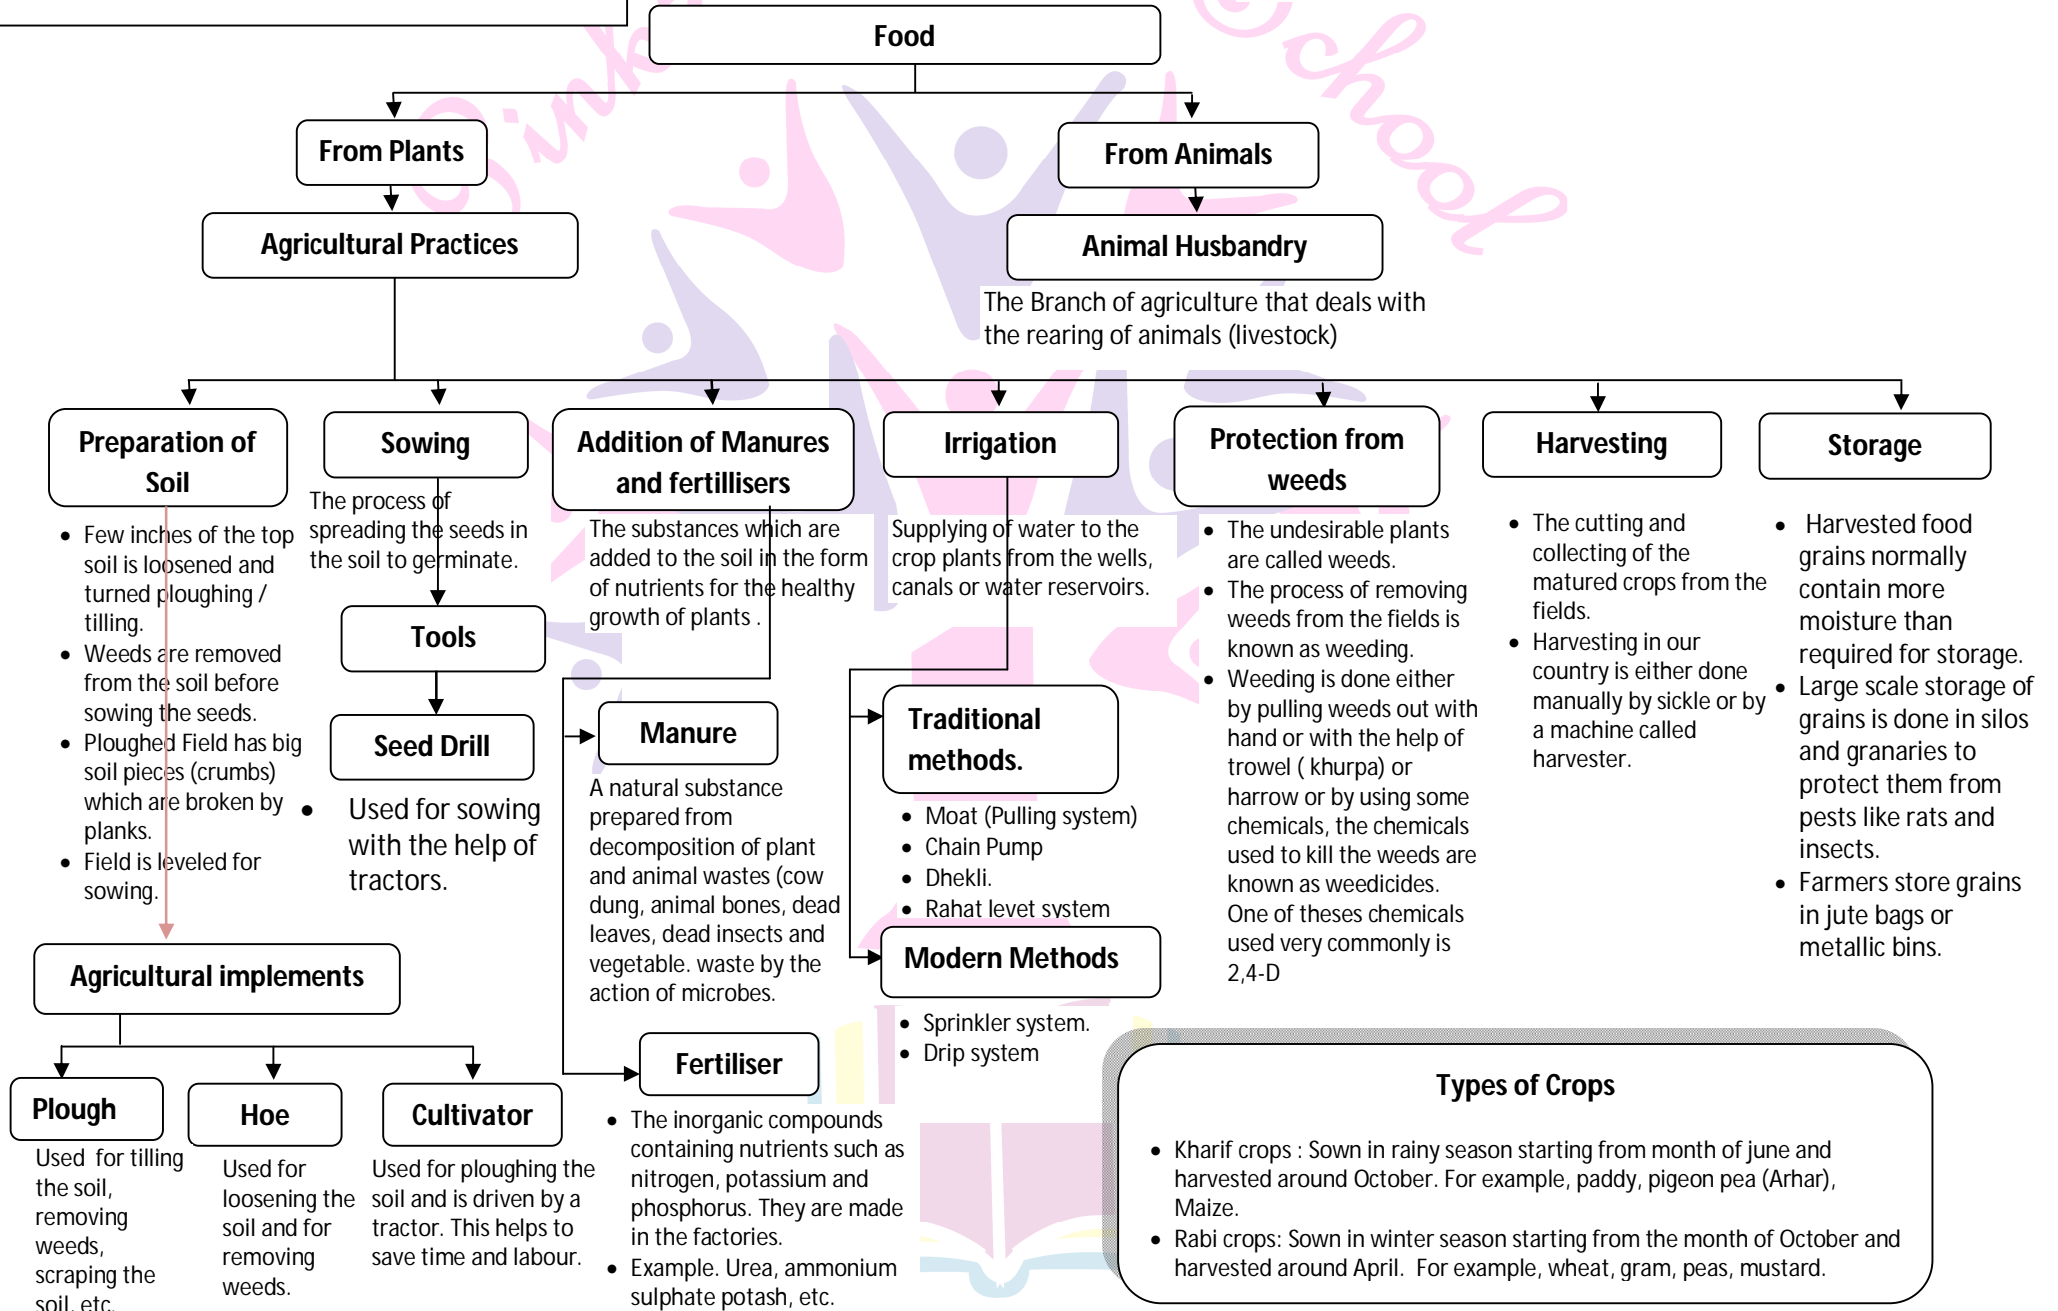 Food
From Plants
From Animals
Agricultural Practices
Animal Husbandry
The Branch of agriculture that deals with
the rearing of animals (livestock)
Preparation of
Soil
• Few inches of the top
soil is loosened and
turned ploughing /
tilling.
• Weeds are removed
from the soil before
sowing the seeds.
• Ploughed Field has big
soil pieces (crumbs)
which are broken by
planks.
• Field is leveled for
sowing.
Agricultural implements
Plough
Used for tilling
the soil,
removing
weeds,
scraping the
soil, etc.
Hoe
Used for
loosening the
soil and for
removing
weeds.
Cultivator
Used for ploughing the
soil and is driven by a
tractor. This helps to
save time and labour.
Sowing
The process of
spreading the seeds in
the soil to germinate.
Tools
Seed Drill
• Used for sowing
with the help of
tractors.
Addition of Manures
and fertillisers
The substances which are
added to the soil in the form
of nutrients for the healthy
growth of plants .
Manure
A natural substance
prepared from
decomposition of plant
and animal wastes (cow
dung, animal bones, dead
leaves, dead insects and
vegetable. waste by the
action of microbes.
Fertiliser
• The inorganic compounds
containing nutrients such as
nitrogen, potassium and
phosphorus. They are made
in the factories.
• Example. Urea, ammonium
sulphate potash, etc.
Irrigation
Supplying of water to the
crop plants from the wells,
canals or water reservoirs.
Traditional
methods.
• Moat (Pulling system)
• Chain Pump
• Dhekli.
• Rahat levet system
Modern Methods
• Sprinkler system.
• Drip system
Protection from
weeds
• The undesirable plants
are called weeds.
• The process of removing
weeds from the fields is
known as weeding.
• Weeding is done either
by pulling weeds out with
hand or with the help of
trowel ( khurpa) or
harrow or by using some
chemicals, the chemicals
used to kill the weeds are
known as weedicides.
One of theses chemicals
used very commonly is
2,4-D
Harvesting
• The cutting and
collecting of the
matured crops from the
fields.
• Harvesting in our
country is either done
manually by sickle or by
a machine called
harvester.
Storage
• Harvested food
grains normally
contain more
moisture than
required for storage.
• Large scale storage of
grains is done in silos
and granaries to
protect them from
pests like rats and
insects.
• Farmers store grains
in jute bags or
metallic bins.
Types of Crops
• Kharif crops : Sown in rainy season starting from month of june and
harvested around October. For example, paddy, pigeon pea (Arhar),
Maize.
• Rabi crops: Sown in winter season starting from the month of October and
harvested around April. For example, wheat, gram, peas, mustard.
School